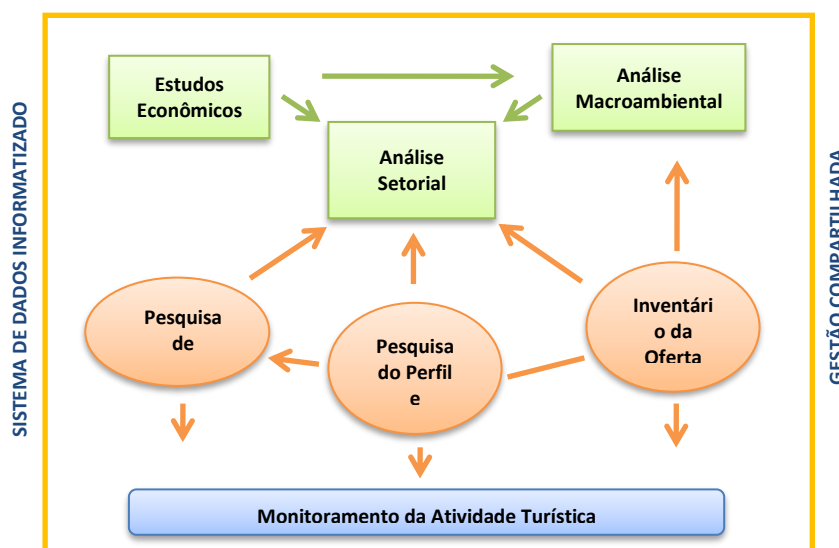 SISTEMA DE DADOS INFORMATIZADO
Estudos
Econômicos
Análise
Macroambiental
Análise
Setorial
Pesquisa
de
Pesquisa
do Perfil
e
Inventári
o da
Oferta
Monitoramento da Atividade Turística
GESTÃO COMPARTILHADA